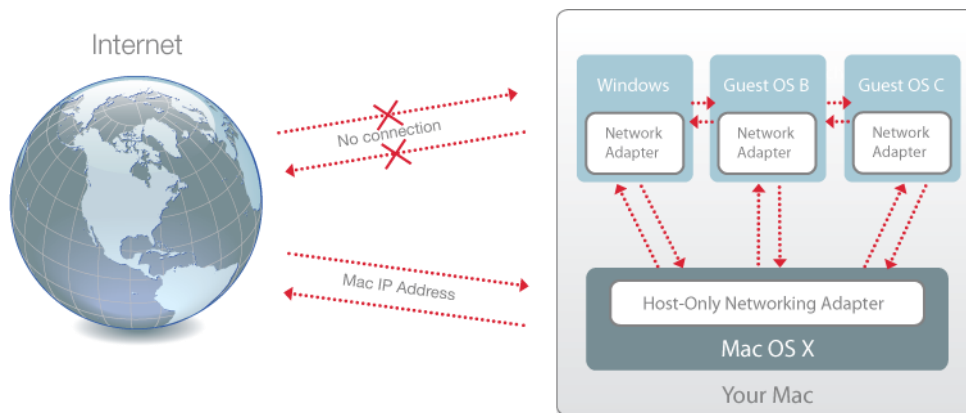 Internet
No connection
Mac IP Address
Windows
Guest OS B
Guest OS C
Network
Adapter
Network
Adapter
Network
Adapter
Host-Only Networking Adapter
Mac OS X
Your Mac